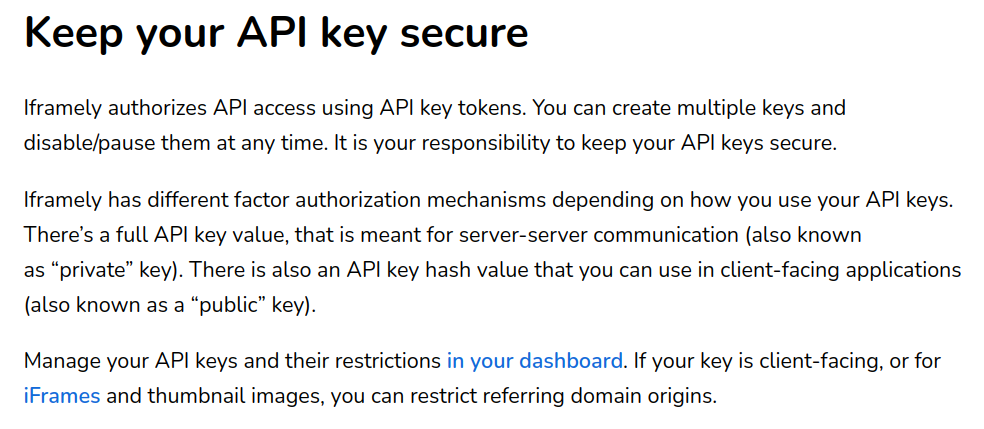 Keep your API key secure
Iframely authorizes API access using API key tokens. You can create multiple keys and
disable/pause them at any time. It is your responsibility to keep your API keys secure.
Iframely has different factor authorization mechanisms depending on how you use your API keys.
There’s a full API key value, that is meant for server-server communication (also known
as “private” key). There is also an API key hash value that you can use in client-facing applications
(also known as a “public” key).
Manage your API keys and their restrictions in your dashboard. If your key is client-facing, or for
iFrames and thumbnail images, you can restrict referring domain origins.